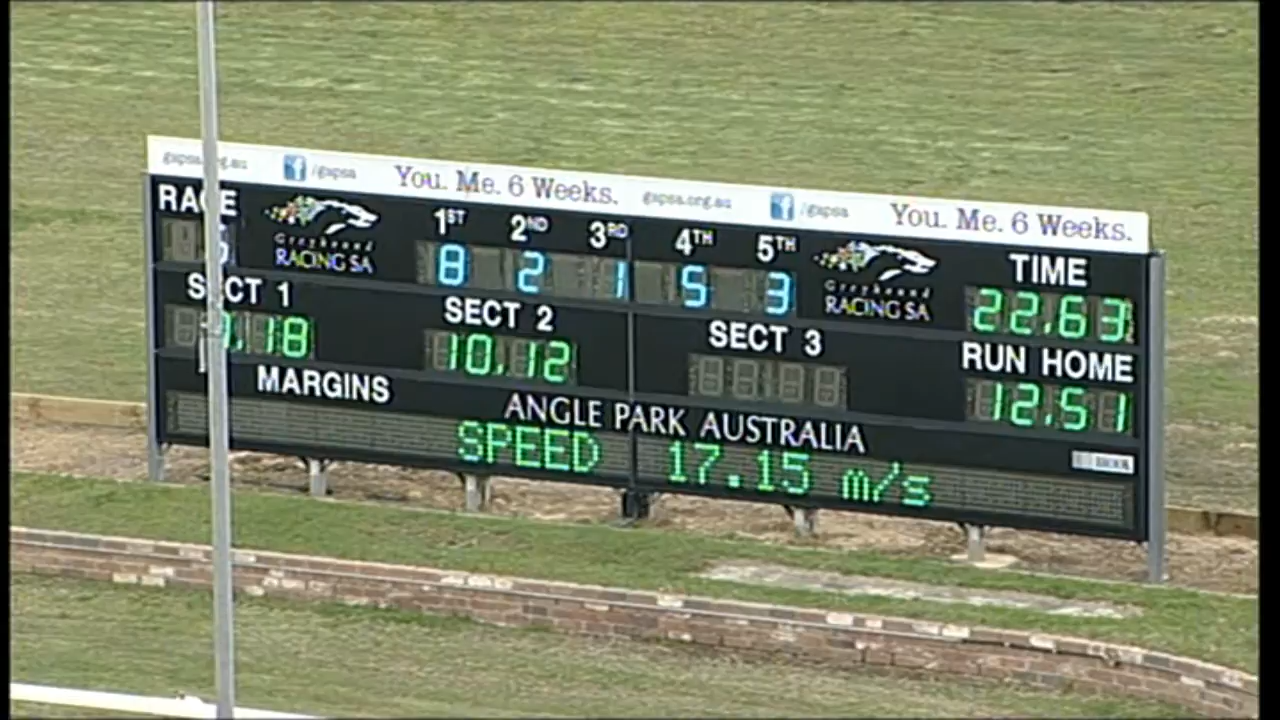 gapsa.org.au /gapsa You. Me. 6 Weeks. gapsa.org.au /gapsa You. Me. 6 Weeks.
RACE Greyhound RACING SA 1ST 2ND 3RD 4TH 5TH Greyhound RACING SA TIME
8 2 1 5 3 22.63
SECT 1 SECT 2 SECT 3 RUN HOME
.18 10.12 12.51
MARGINS ANGLE PARK AUSTRALIA
SPEED 17.15 m/s